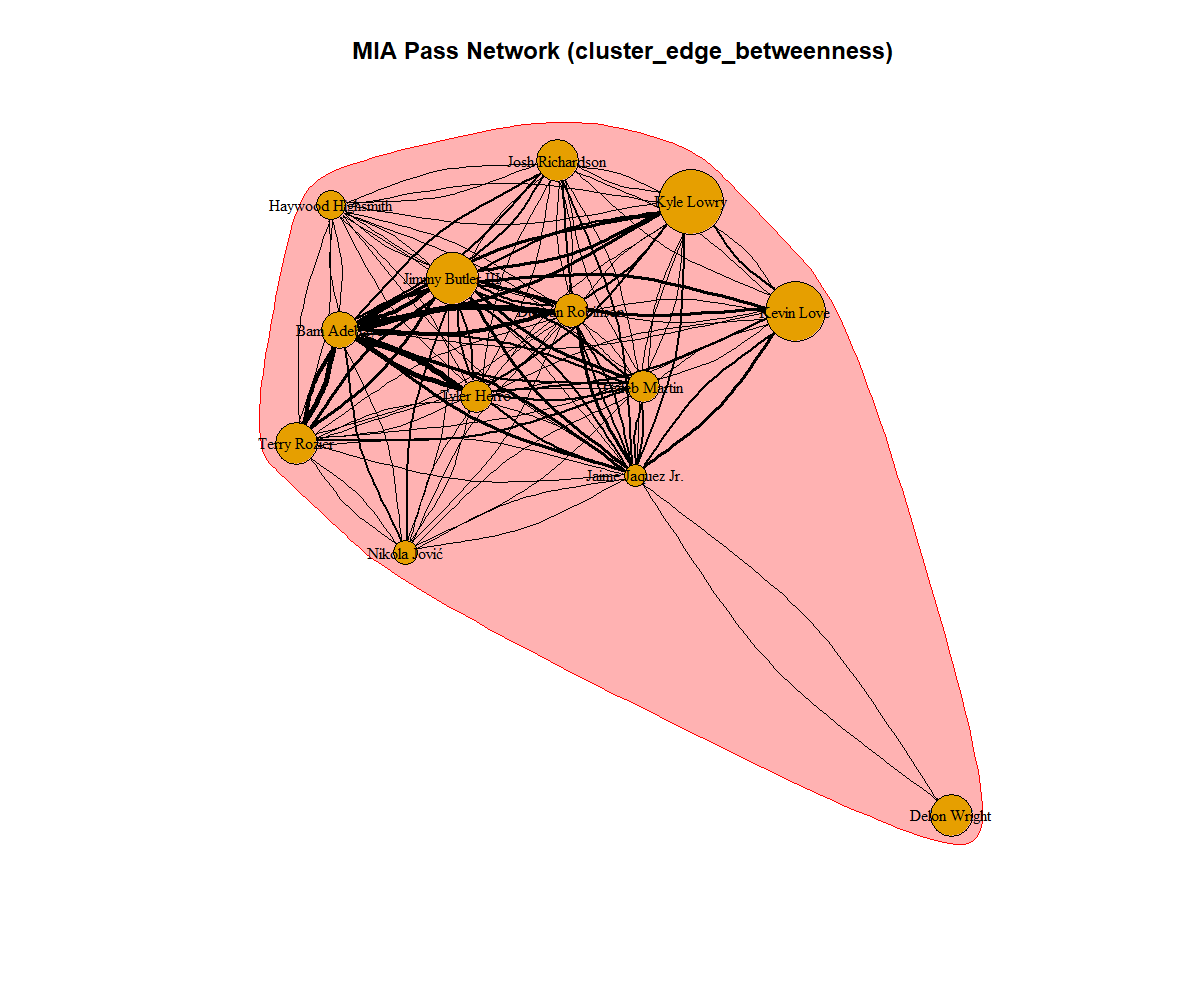 MIA Pass Network (cluster_edge_betweenness)
Josh Richardson
Kyle Lowry
Haywood Highsmith
Jimmy Butler III
Duncan Robinson
Kevin Love
Bam Adebayo
Caleb Martin
Tyler Herro
Terry Rozier
Jaime Jaquez Jr.
Nikola Jović
Delon Wright